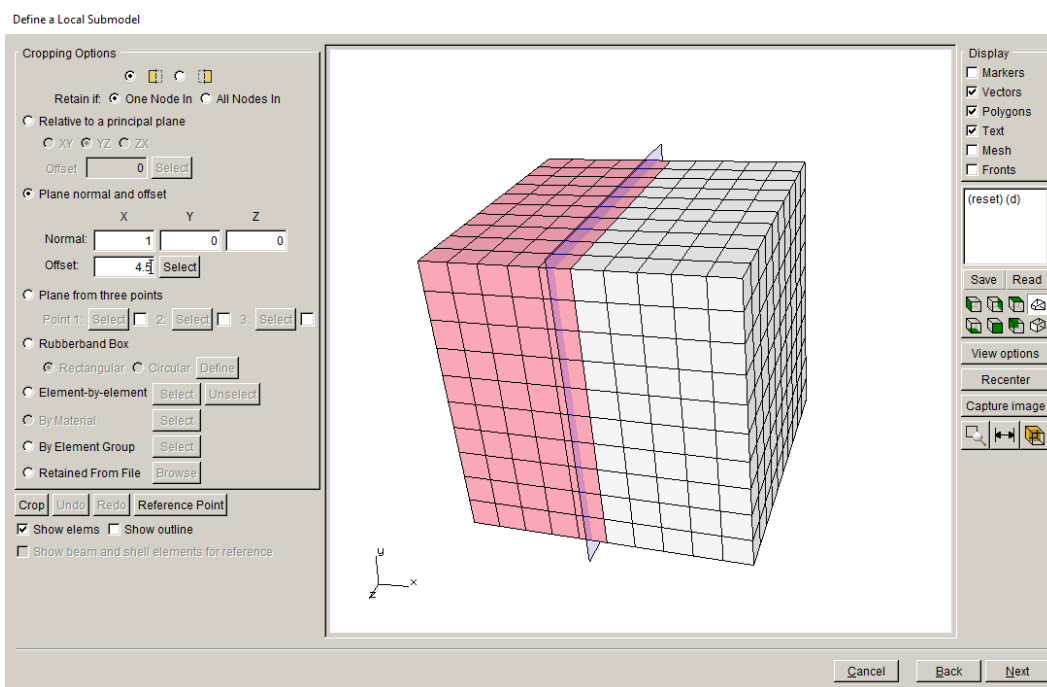 Define a Local Submodel
Cropping Options
Retain if: One Node In All Nodes In
Relative to a principal plane
XY YZ ZX
Offset 0 Select
Plane normal and offset
X Y Z
Normal: 1 0 0
Offset: 4.5 Select
Plane from three points
Point 1: Select 2: Select 3: Select
Rubberband Box
Rectangular Circular Define
Element-by-element Select Unselect
By Material Select
By Element Group Select
Retained From File Browse
Crop Undo Redo Reference Point
Show elems Show outline
Show beam and shell elements for reference
y
x
z
Display
Markers
Vectors
Polygons
Text
Mesh
Fronts
(reset) (d)
Save Read
View options
Recenter
Capture image
Cancel Back Next